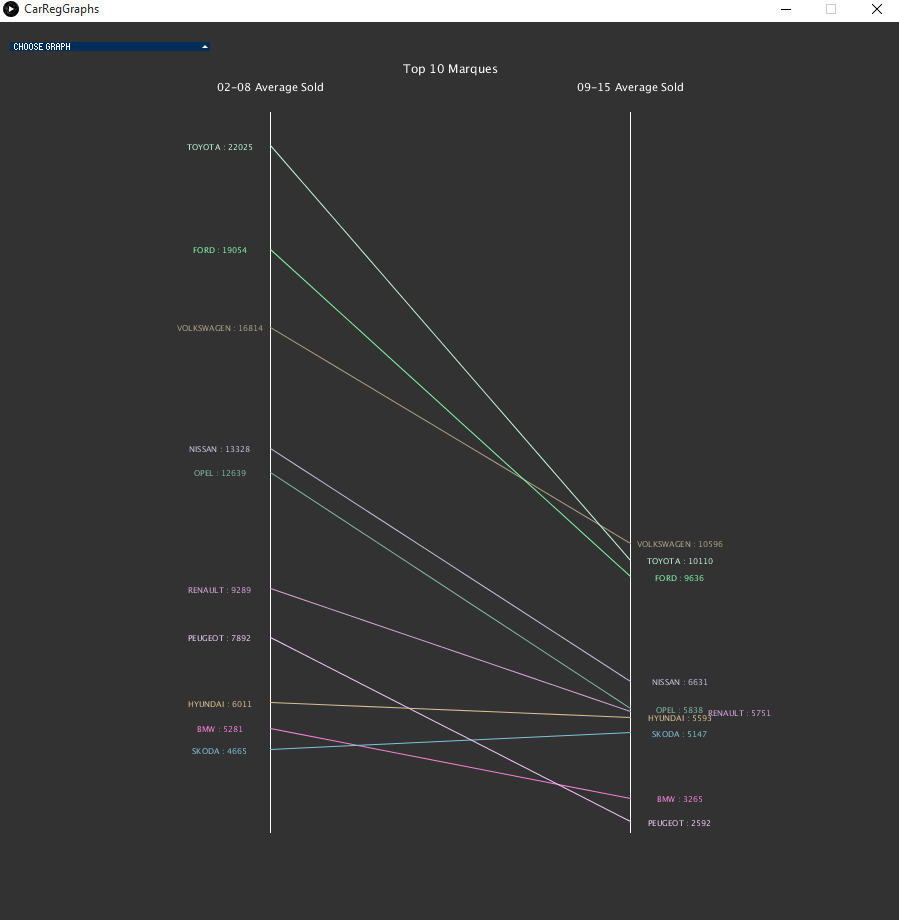 CarRegGraphs
CHOOSE GRAPH
Top 10 Marques
02-08 Average Sold
09-15 Average Sold
TOYOTA : 22025
FORD : 19054
VOLKSWAGEN : 16814
NISSAN : 13328
OPEL : 12639
RENAULT : 9289
PEUGEOT : 7892
HYUNDAI : 6011
BMW : 5281
SKODA : 4665
VOLKSWAGEN : 10596
TOYOTA : 10110
FORD : 9636
NISSAN : 6631
OPEL : 5838
RENAULT : 5751
HYUNDAI : 5593
SKODA : 5147
BMW : 3265
PEUGEOT : 2592